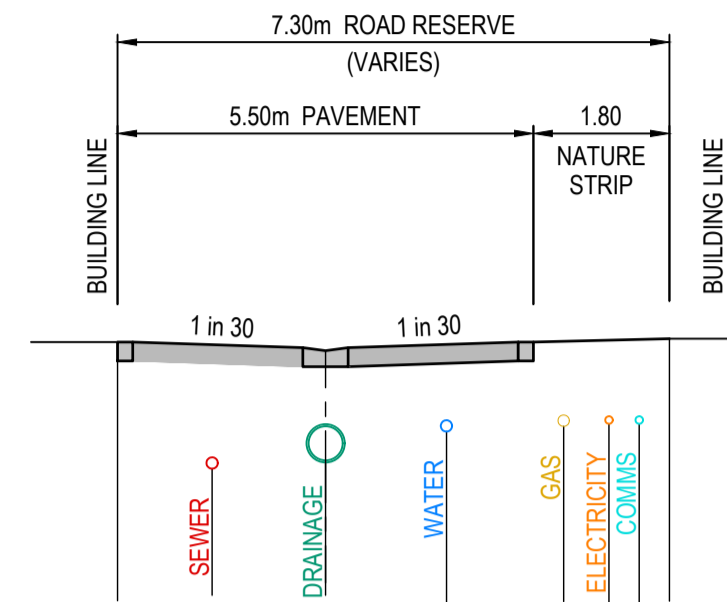 7.30m ROAD RESERVE
(VARIES)
5.50m PAVEMENT
1.80
NATURE
STRIP
BUILDING LINE
BUILDING LINE
1 in 30
1 in 30
SEWER
DRAINAGE
WATER
GAS
ELECTRICITY
COMMS